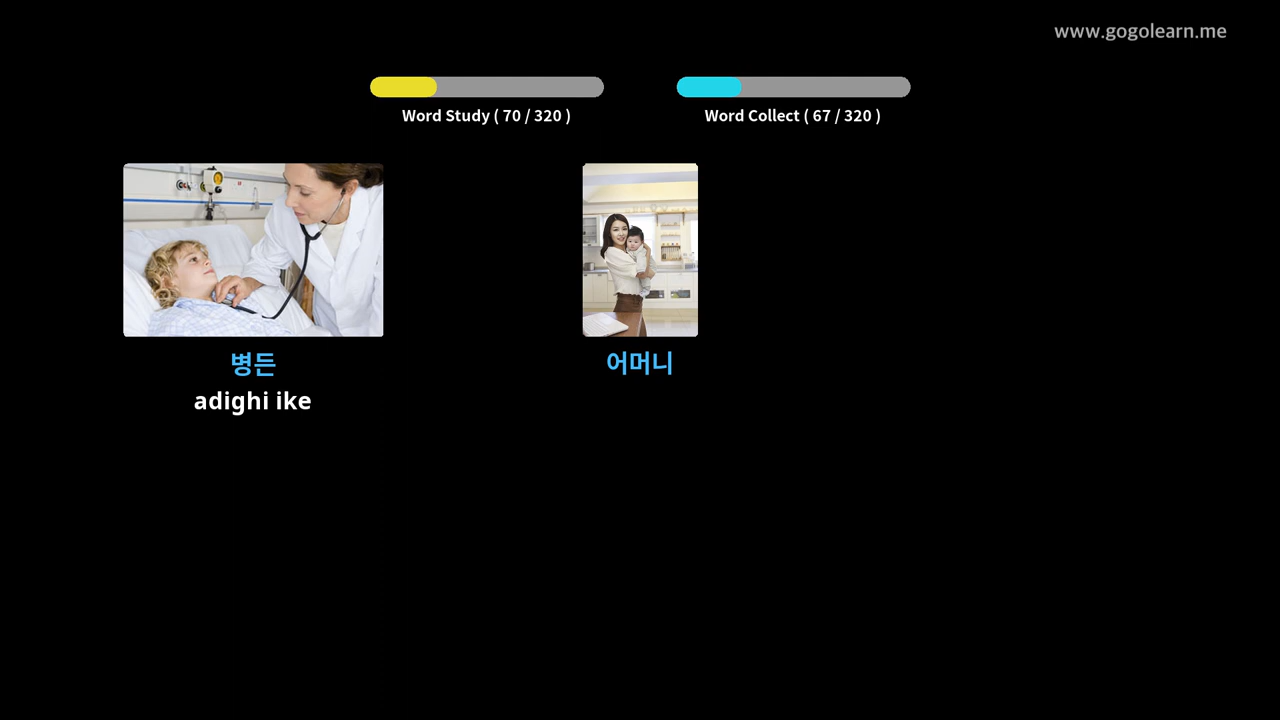 www.gogolearn.me
Word Study ( 70 / 320 )
Word Collect ( 67 / 320 )
병든
adighi ike
어머니